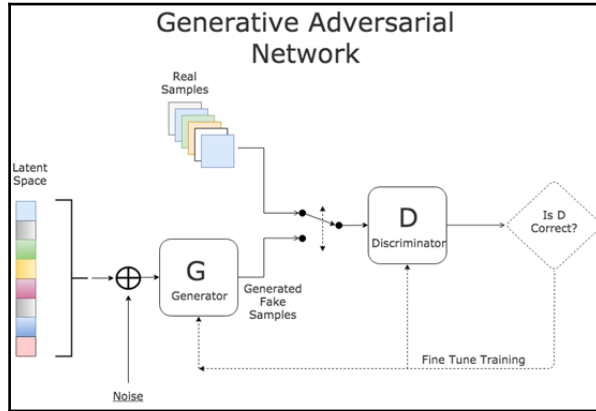 Generative Adversarial
Network
Real
Samples
Latent
Space
G
Generator
Generated
Fake
Samples
D
Discriminator
Is D
Correct?
Fine Tune Training
Noise